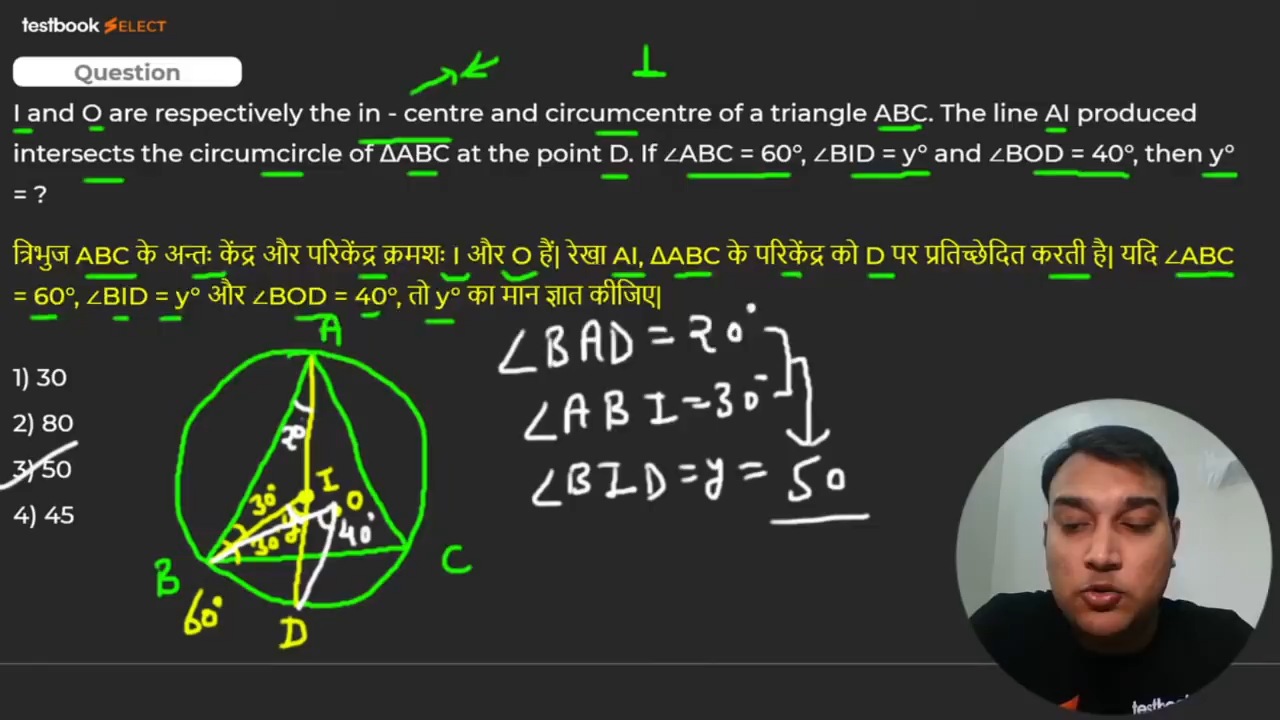 testbook SELECT
Question
⊥
I and O are respectively the in - centre and circumcentre of a triangle ABC. The line AI produced
intersects the circumcircle of ΔABC at the point D. If ∠ABC = 60°, ∠BID = y° and ∠BOD = 40°, then y°
= ?
त्रिभुज ABC के अन्तः केंद्र और परिकेंद्र क्रमशः I और O हैं| रेखा AI, ΔABC के परिकेंद्र को D पर प्रतिच्छेदित करती है| यदि ∠ABC
= 60°, ∠BID = y° और ∠BOD = 40°, तो y° का मान ज्ञात कीजिए|
1) 30
2) 80
3) 50
4) 45
A
20
I
30°
O
y
30
40°
B
C
60°
D
∠BAD = 20°
∠ABI = 30°
∠BID = y = 50
testbook